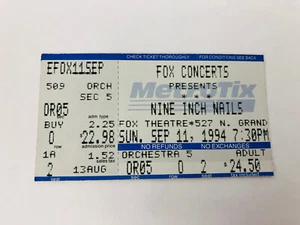 CHECK TICKET THOROUGHLY
FOR CONDITIONS, SEE BACK
EFOX11SEP
FOX CONCERTS
509 ORCH
MetroTix
SEC 5
PRESENTS
OR05
NINE INCH NAILS
BUY 2.25
FOX THEATRE*527 N. GRAND
0 $22.98
SUN, SEP 11, 1994 7:30PM
NO REFUNDS NO EXCHANGES
1A 1.52
ORCHESTRA 5 ADULT
2 13AUG
OR05 0 2 $24.50